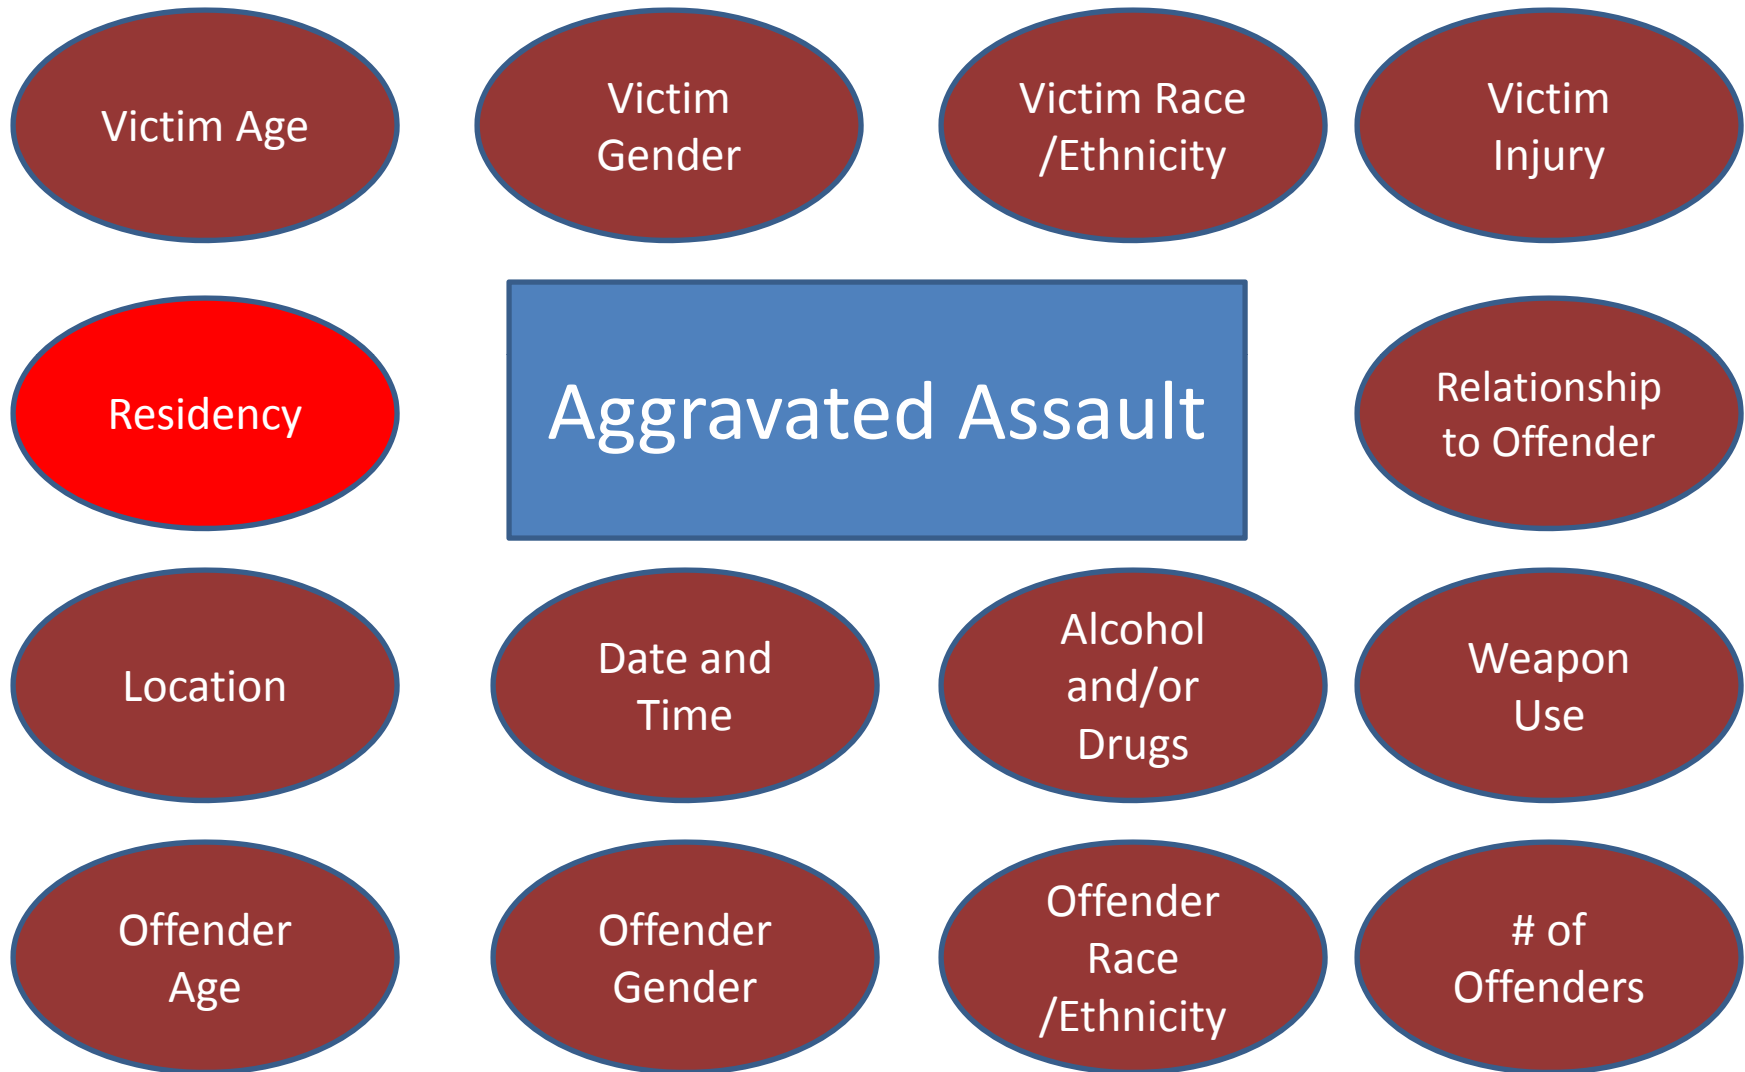 Victim Age
Victim
Gender
Victim Race
/Ethnicity
Victim
Injury
Residency
Aggravated Assault
Relationship
to Offender
Location
Date and
Time
Alcohol
and/or
Drugs
Weapon
Use
Offender
Age
Offender
Gender
Offender
Race
/Ethnicity
# of
Offenders